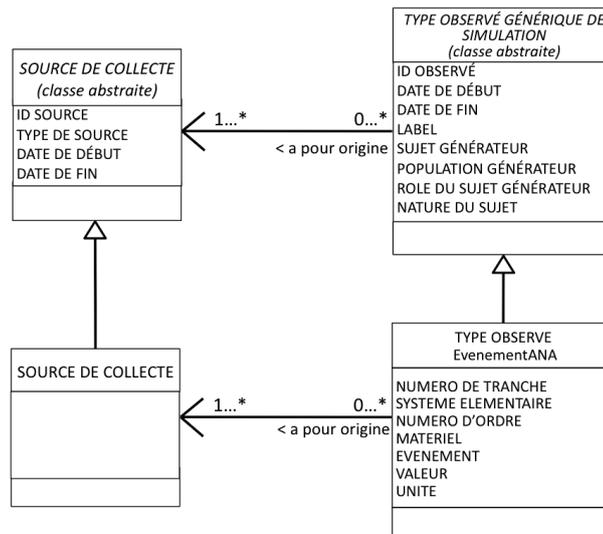 SOURCE DE COLLECTE
(classe abstraite)
ID SOURCE
TYPE DE SOURCE
DATE DE DÉBUT
DATE DE FIN
1...*
0...*
< a pour origine
TYPE OBSERVÉ GÉNÉRIQUE DE
SIMULATION
(classe abstraite)
ID OBSERVÉ
DATE DE DÉBUT
DATE DE FIN
LABEL
SUJET GÉNÉRATEUR
POPULATION GÉNÉRATEUR
ROLE DU SUJET GÉNÉRATEUR
NATURE DU SUJET
SOURCE DE COLLECTE
1...*
0...*
< a pour origine
TYPE OBSERVE
EvenementANA
NUMERO DE TRANCHE
SYSTEME ELEMENTAIRE
NUMERO D'ORDRE
MATERIEL
EVENEMENT
VALEUR
UNITE